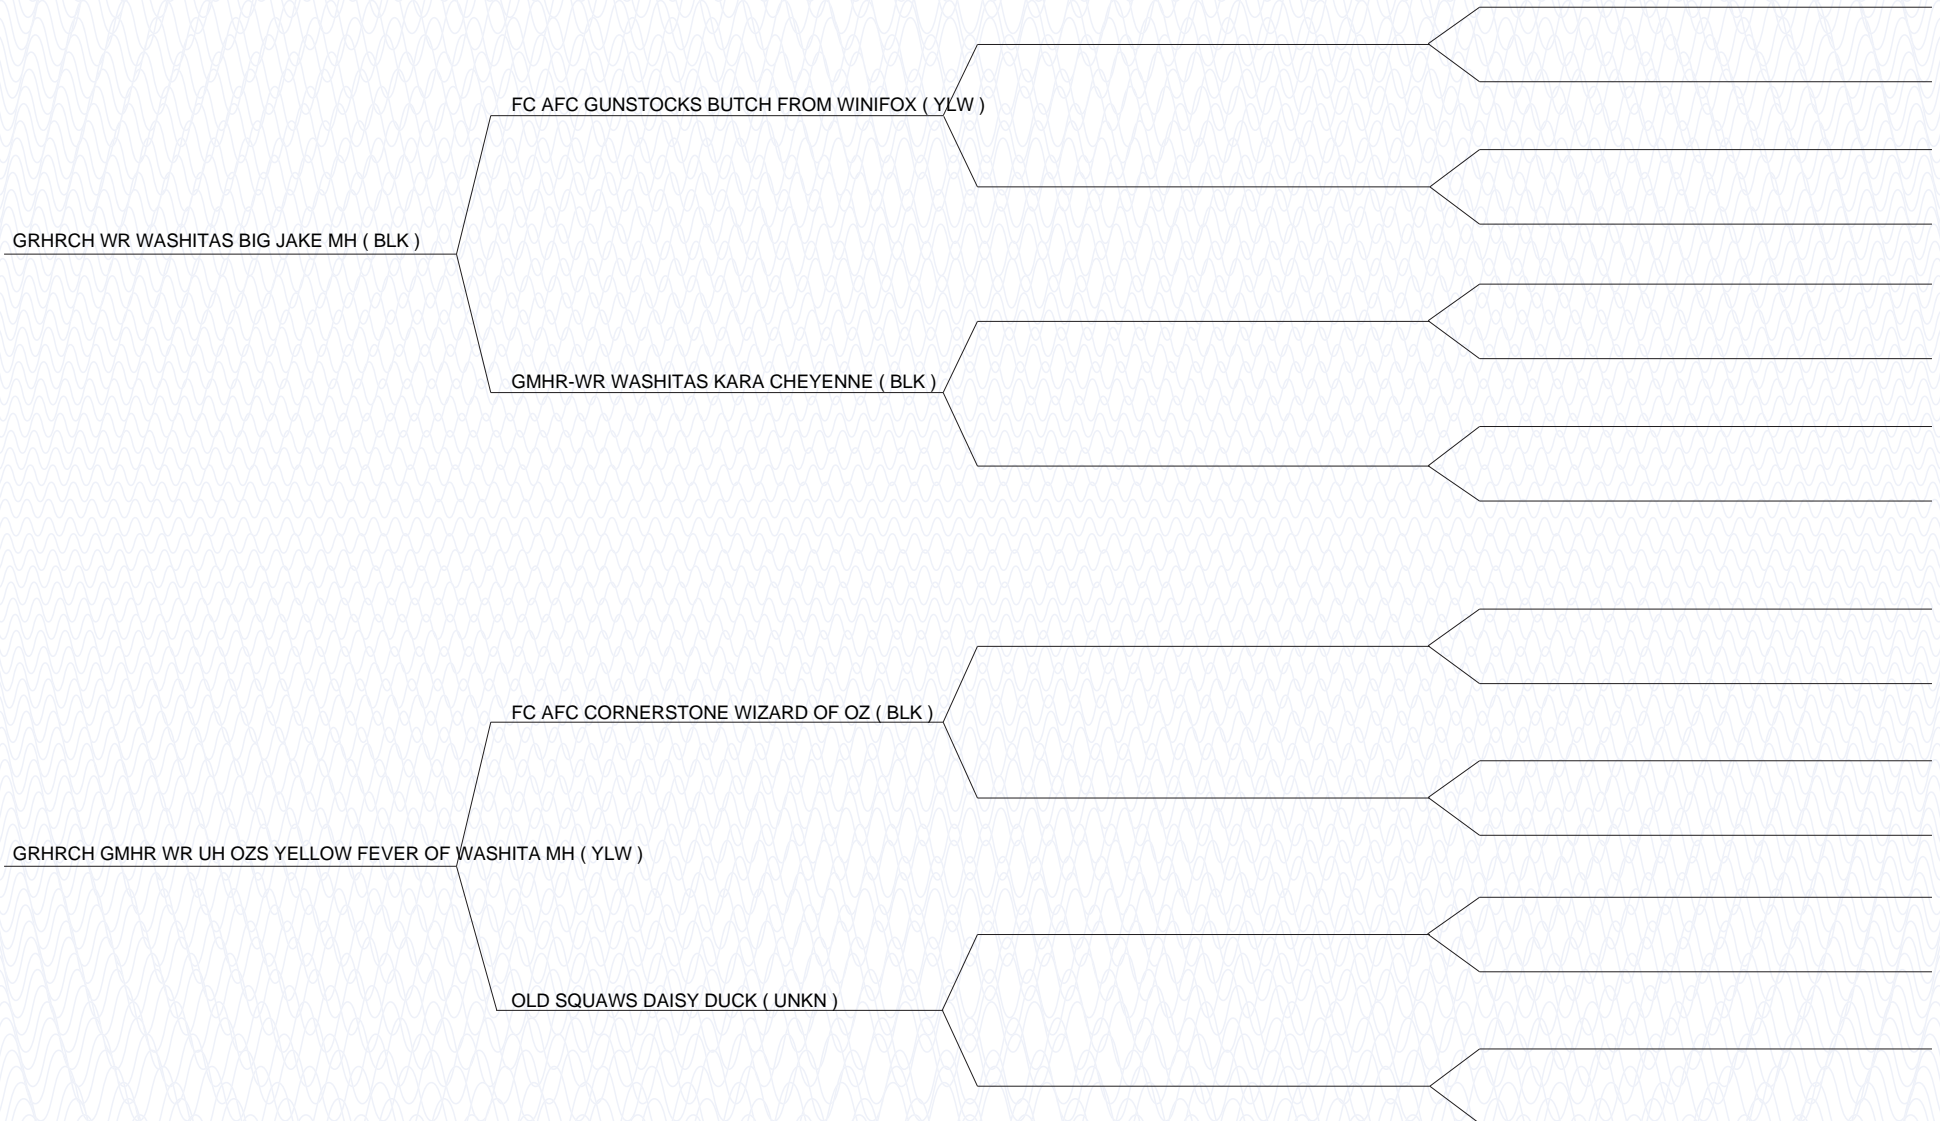 FC AFC GUNSTOCKS BUTCH FROM WINIFOX ( YLW )
GRHRCH WR WASHITAS BIG JAKE MH ( BLK )
GMHR-WR WASHITAS KARA CHEYENNE ( BLK )
FC AFC CORNERSTONE WIZARD OF OZ ( BLK )
GRHRCH GMHR WR UH OZS YELLOW FEVER OF WASHITA MH ( YLW )
OLD SQUAWS DAISY DUCK ( UNKN )